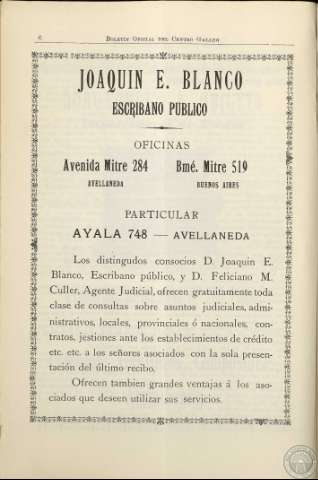 6 BOLETIN OFICIAL DEL CENTRO GALLEGO
JOAQUIN E. BLANCO
ESCRIBANO PUBLICO
OFICINAS
Avenida Mitre 284 Bmé. Mitre 519
AVELLANEDA BUENOS AIRES
PARTICULAR
AYALA 748 — AVELLANEDA
Los distingudos consocios D. Joaquin E.
Blanco, Escribano público, y D. Feliciano M.
Culler, Agente Judicial, ofrecen gratuitamente toda
clase de consultas sobre asuntos judiciales, admi-
nistrativos, locales, provinciales ó nacionales, con-
tratos, jestiones ante los establecimientos de crédito
etc. etc. a los señores asociados con la sola presen-
tación del último recibo.
Ofrecen tambien grandes ventajas á los aso-
ciados que deseen utilizar sus servicios.